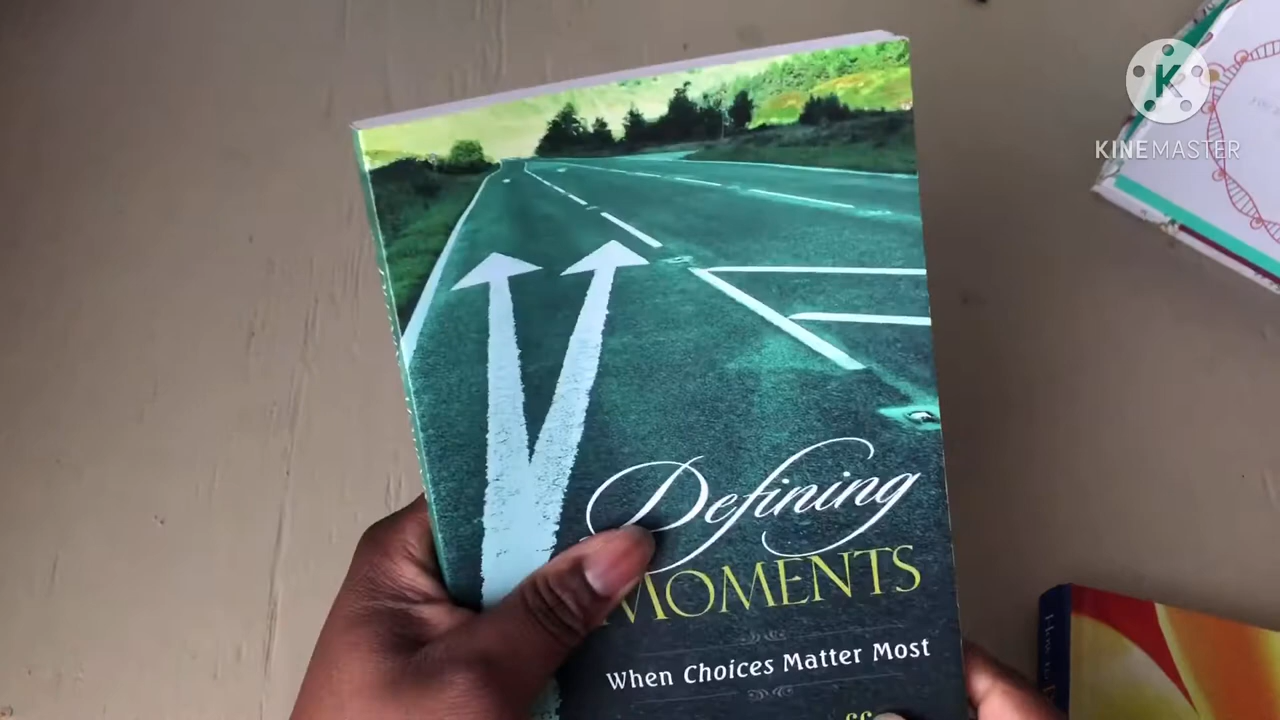 K
KINEMASTER
Defining
MOMENTS
When Choices Matter Most